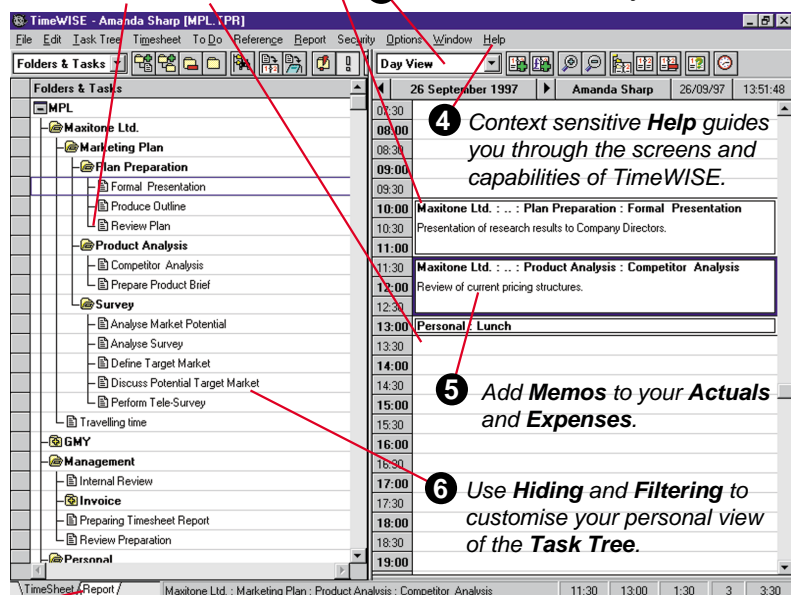 TimeWISE - Amanda Sharp [MPL.TPR]
File Edit Task Tree Timesheet To Do Reference Report Security Options Window Help
Folders & Tasks
Day View
Folders & Tasks
26 September 1997 Amanda Sharp 26/09/97 13:51:48
MPL
Maxitone Ltd.
Marketing Plan
Plan Preparation
Formal Presentation
Produce Outline
Review Plan
Product Analysis
Competitor Analysis
Prepare Product Brief
Survey
Analyse Market Potential
Analyse Survey
Define Target Market
Discuss Potential Target Market
Perform Tele-Survey
Travelling time
GMY
Management
Internal Review
Invoice
Preparing Timesheet Report
Review Preparation
Personal
07:30
08:00
08:30
09:00
09:30
10:00 Maxitone Ltd. : .. : Plan Preparation : Formal Presentation
10:30 Presentation of research results to Company Directors.
11:00
11:30 Maxitone Ltd. : .. : Product Analysis : Competitor Analysis
12:00 Review of current pricing structures.
12:30
13:00 Personal : Lunch
13:30
14:00
14:30
15:00
15:30
16:00
16:30
17:00
17:30
18:00
18:30
19:00
4 Context sensitive Help guides
you through the screens and
capabilities of TimeWISE.
5 Add Memos to your Actuals
and Expenses.
6 Use Hiding and Filtering to
customise your personal view
of the Task Tree.
TimeSheet Report Maxitone Ltd. : Marketing Plan : Product Analysis : Competitor Analysis 11:30 13:00 1:30 3 3:30